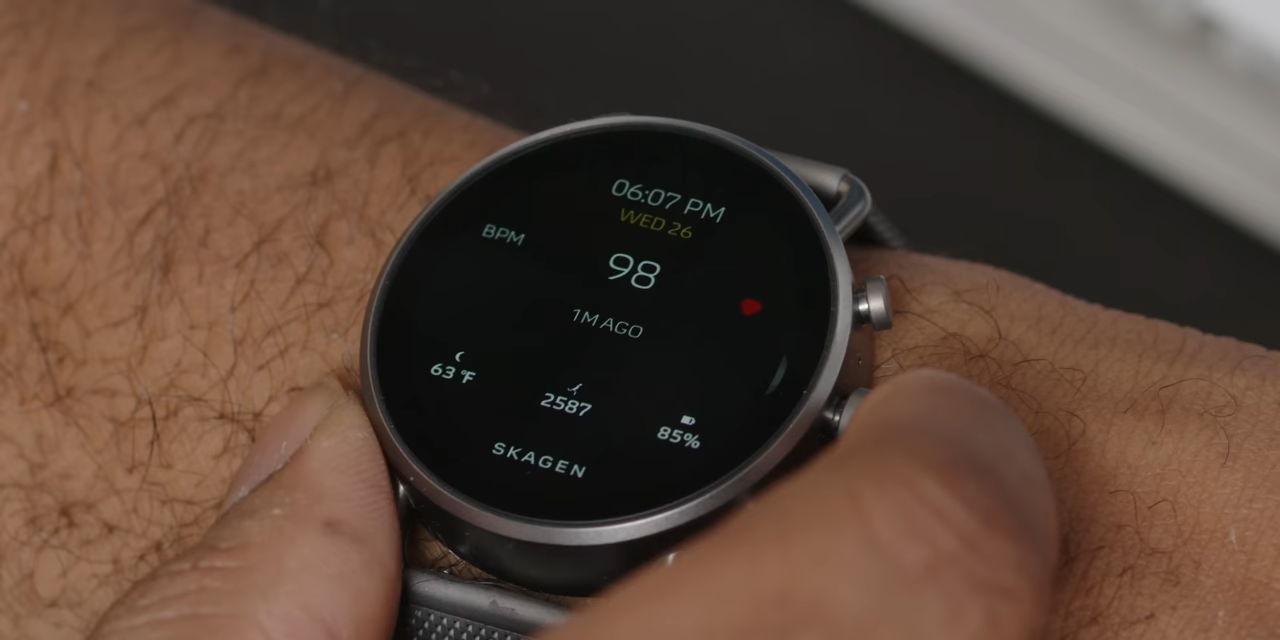 06:07 PM
WED 26
BPM
98
1M AGO
63 °F
2587
85%
SKAGEN